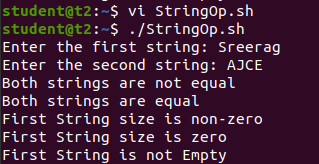 student@t2:~$ vi StringOp.sh
student@t2:~$ ./StringOp.sh
Enter the first string: Sreerag
Enter the second string: AJCE
Both strings are not equal
Both strings are equal
First String size is non-zero
First String size is zero
First String is not Empty